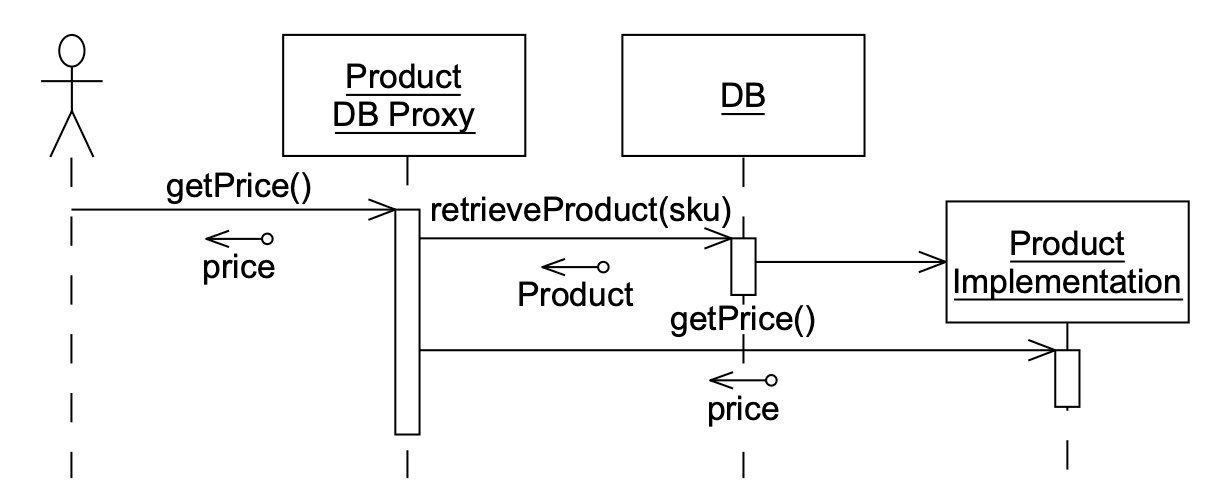 Product
DB Proxy
DB
getPrice()
retrieveProduct(sku)
price
Product
Product
Implementation
getPrice()
price